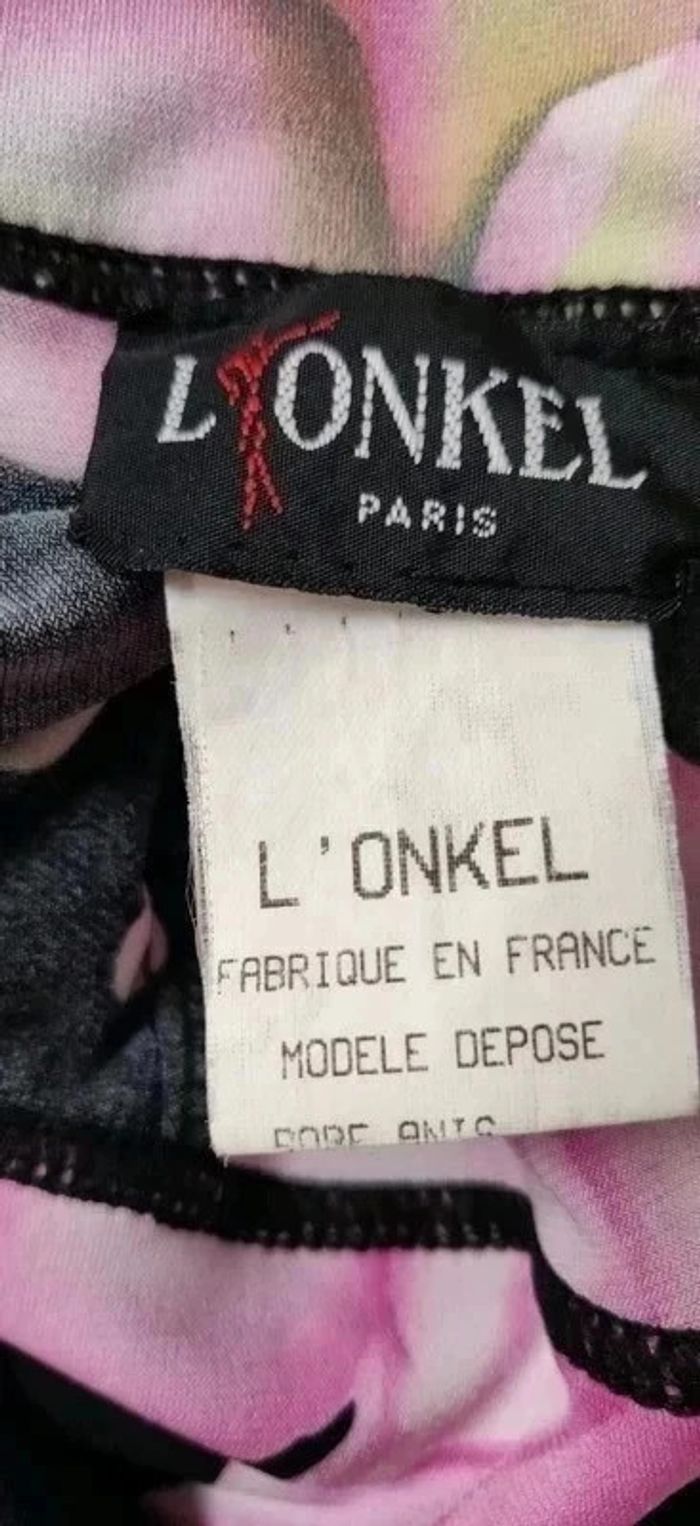 L'ONKEL
PARIS
L'ONKEL
FABRIQUE EN FRANCE
MODELE DEPOSE